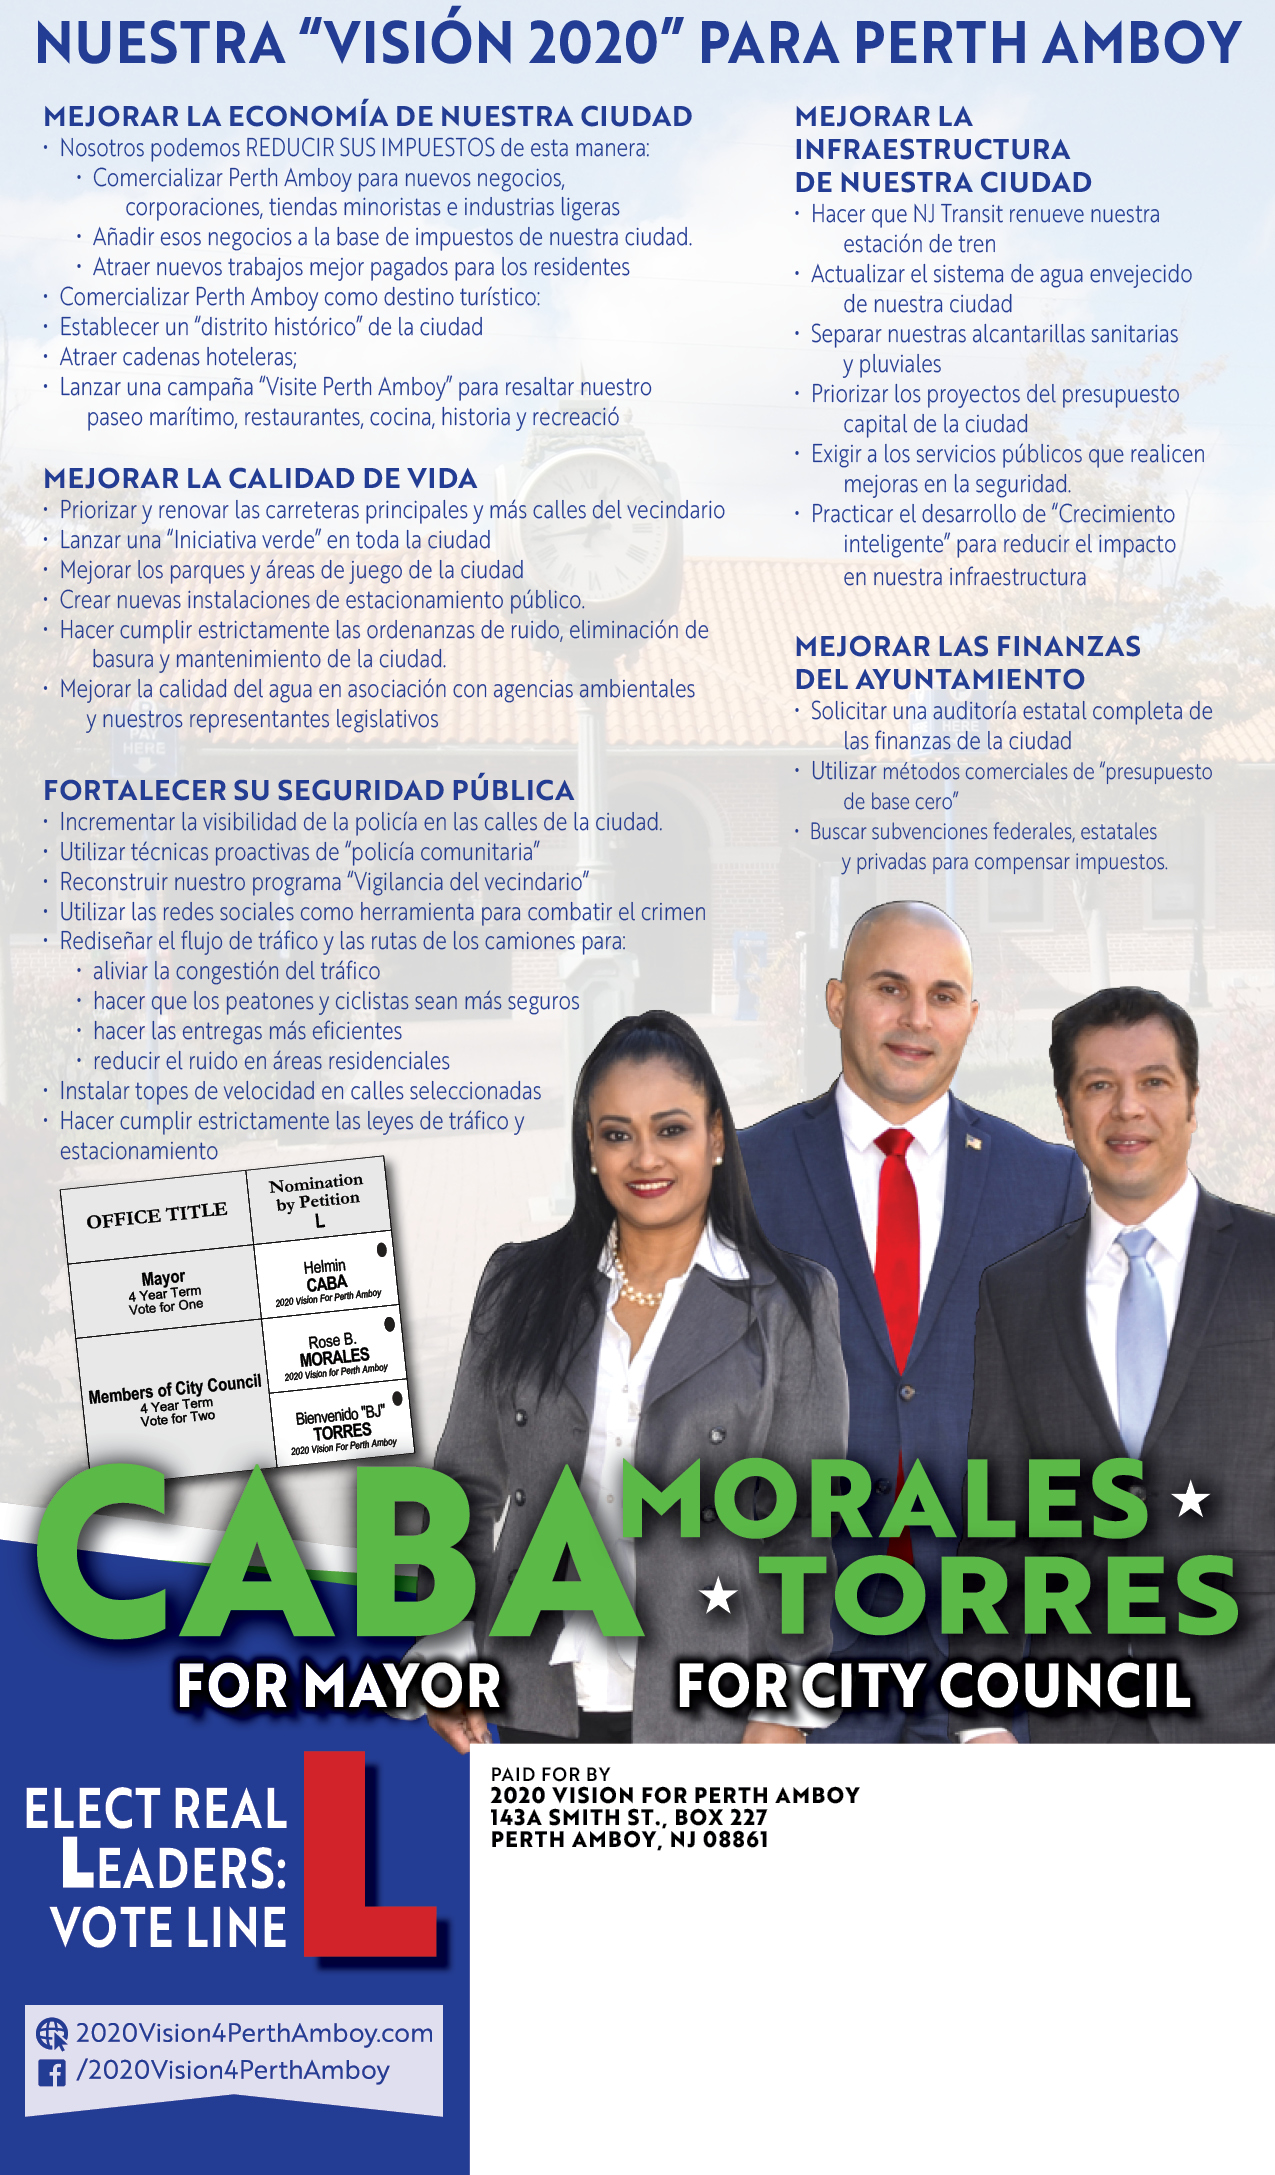 NUESTRA “VISIÓN 2020” PARA PERTH AMBOY
MEJORAR LA ECONOMÍA DE NUESTRA CIUDAD
• Nosotros podemos REDUCIR SUS IMPUESTOS de esta manera:
• Comercializar Perth Amboy para nuevos negocios,
corporaciones, tiendas minoristas e industrias ligeras
• Añadir esos negocios a la base de impuestos de nuestra ciudad.
• Atraer nuevos trabajos mejor pagados para los residentes
• Comercializar Perth Amboy como destino turístico:
• Establecer un “distrito histórico” de la ciudad
• Atraer cadenas hoteleras;
• Lanzar una campaña “Visite Perth Amboy” para resaltar nuestro
paseo marítimo, restaurantes, cocina, historia y recreació
MEJORAR LA CALIDAD DE VIDA
• Priorizar y renovar las carreteras principales y más calles del vecindario
• Lanzar una “Iniciativa verde” en toda la ciudad
• Mejorar los parques y áreas de juego de la ciudad
• Crear nuevas instalaciones de estacionamiento público.
• Hacer cumplir estrictamente las ordenanzas de ruido, eliminación de
basura y mantenimiento de la ciudad.
• Mejorar la calidad del agua en asociación con agencias ambientales
y nuestros representantes legislativos
PAY
HERE
FORTALECER SU SEGURIDAD PÚBLICA
• Incrementar la visibilidad de la policía en las calles de la ciudad.
• Utilizar técnicas proactivas de “policía comunitaria”
• Reconstruir nuestro programa “Vigilancia del vecindario”
• Utilizar las redes sociales como herramienta para combatir el crimen
• Rediseñar el flujo de tráfico y las rutas de los camiones para:
• aliviar la congestión del tráfico
• hacer que los peatones y ciclistas sean más seguros
• hacer las entregas más eficientes
• reducir el ruido en áreas residenciales
• Instalar topes de velocidad en calles seleccionadas
• Hacer cumplir estrictamente las leyes de tráfico y
estacionamiento
MEJORAR LA
INFRAESTRUCTURA
DE NUESTRA CIUDAD
• Hacer que NJ Transit renueve nuestra
estación de tren
• Actualizar el sistema de agua envejecido
de nuestra ciudad
• Separar nuestras alcantarillas sanitarias
y pluviales
• Priorizar los proyectos del presupuesto
capital de la ciudad
• Exigir a los servicios públicos que realicen
mejoras en la seguridad.
• Practicar el desarrollo de “Crecimiento
inteligente” para reducir el impacto
en nuestra infraestructura
MEJORAR LAS FINANZAS
DEL AYUNTAMIENTO
• Solicitar una auditoría estatal completa de
las finanzas de la ciudad
• Utilizar métodos comerciales de “presupuesto
de base cero”
• Buscar subvenciones federales, estatales
y privadas para compensar impuestos.
OFFICE TITLE
Nomination
by Petition
L
Mayor
4 Year Term
Vote for One
Helmin
CABA
2020 Vision For Perth Amboy
Members of City Council
4 Year Term
Vote for Two
Rose B.
MORALES
2020 Vision for Perth Amboy
Bienvenido "BJ"
TORRES
2020 Vision For Perth Amboy
CABA
FOR MAYOR
MORALES
TORRES
FOR CITY COUNCIL
ELECT REAL
LEADERS:
VOTE LINE
L
2020Vision4PerthAmboy.com
/2020Vision4PerthAmboy
PAID FOR BY
2020 VISION FOR PERTH AMBOY
143A SMITH ST., BOX 227
PERTH AMBOY, NJ 08861